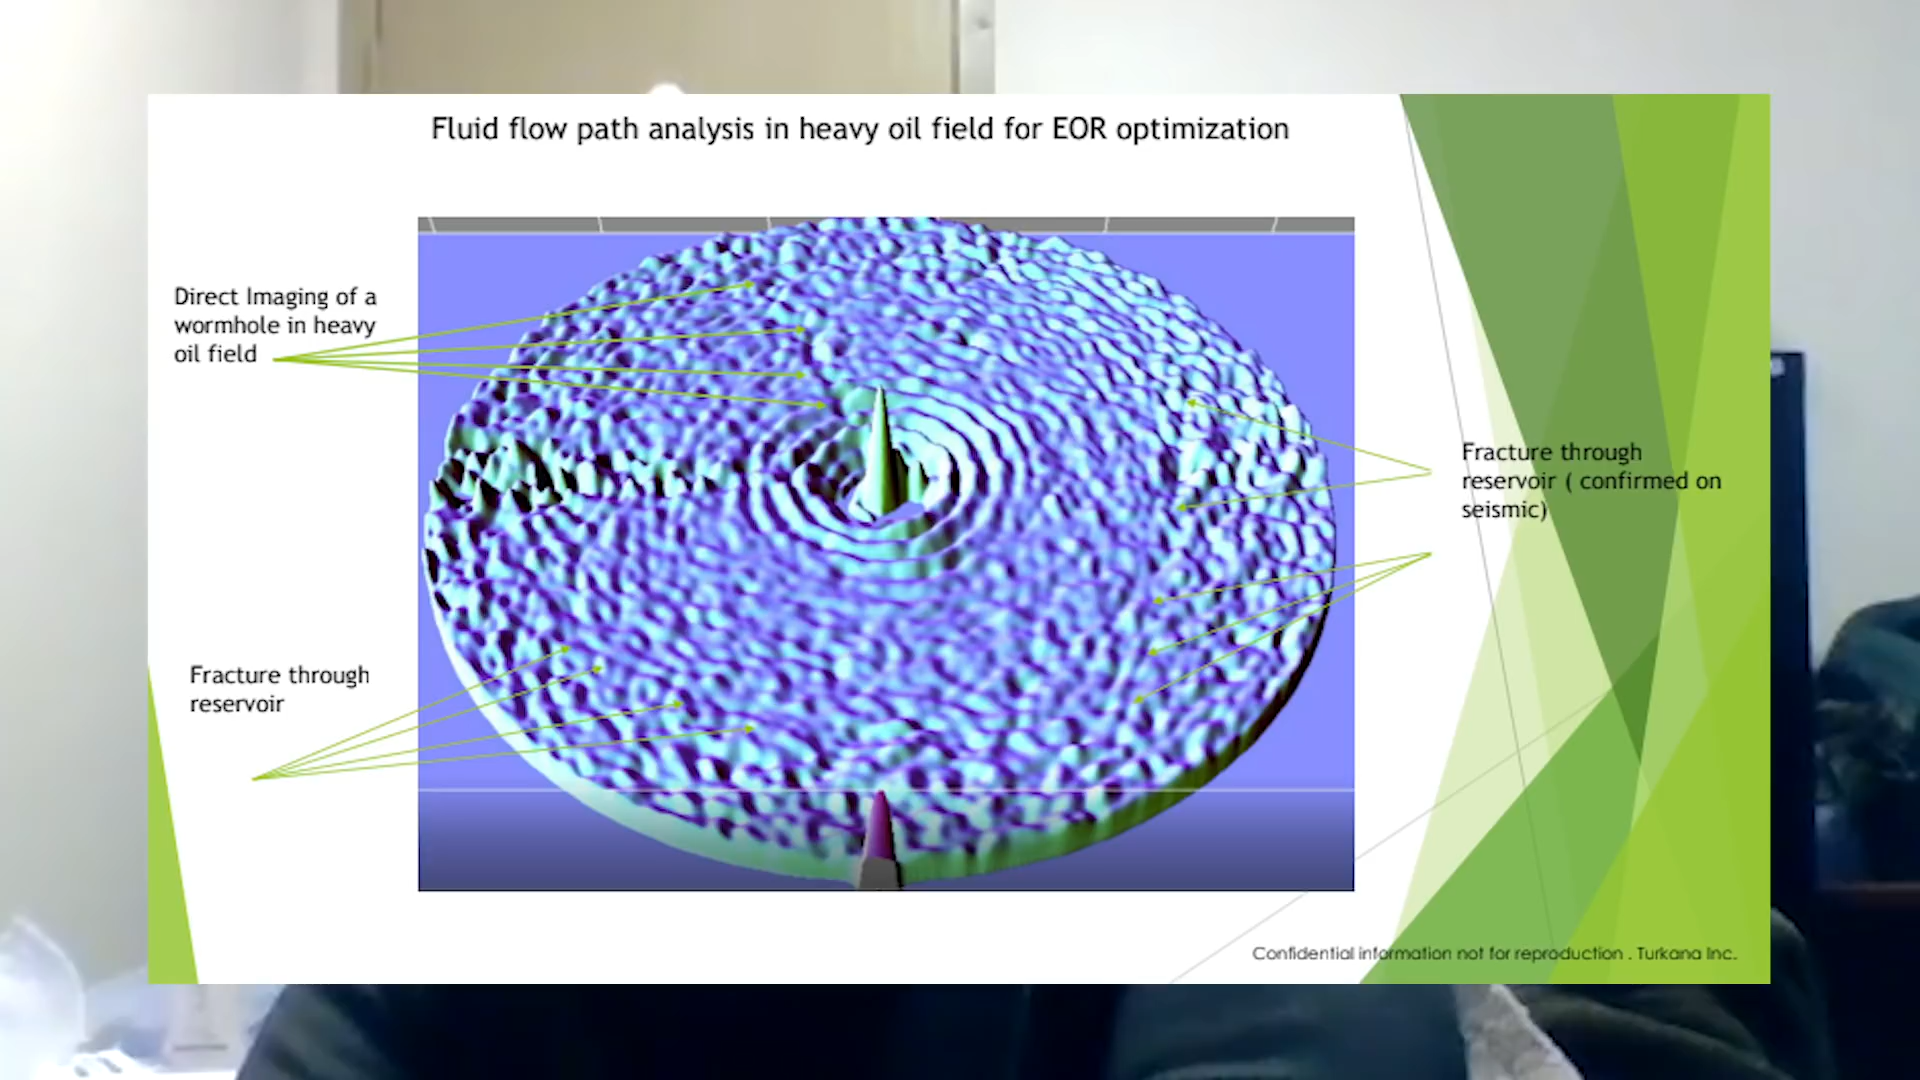 Fluid flow path analysis in heavy oil field for EOR optimization
Direct Imaging of a
wormhole in heavy
oil field
Fracture through
reservoir ( confirmed on
seismic)
Fracture through
reservoir
Confidential information not for reproduction . Turkana Inc.